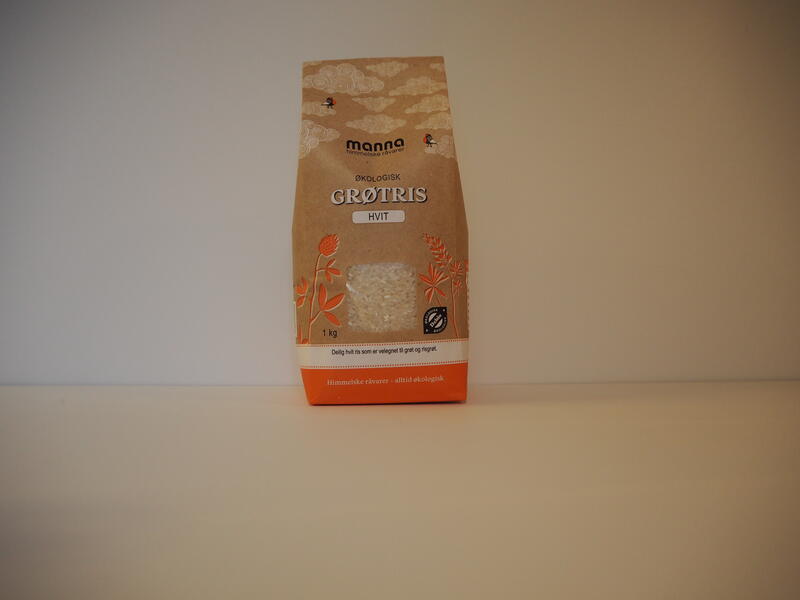 manna
himmelske råvarer
ØKOLOGISK
GRØTRIS
HVIT
1 kg
Deilig hvit ris som er velegnet til grøt og risgrøt.
Himmelske råvarer - alltid økologisk